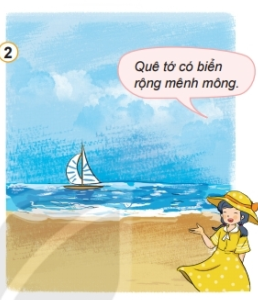 2
Quê tớ có biển
rộng mênh mông.